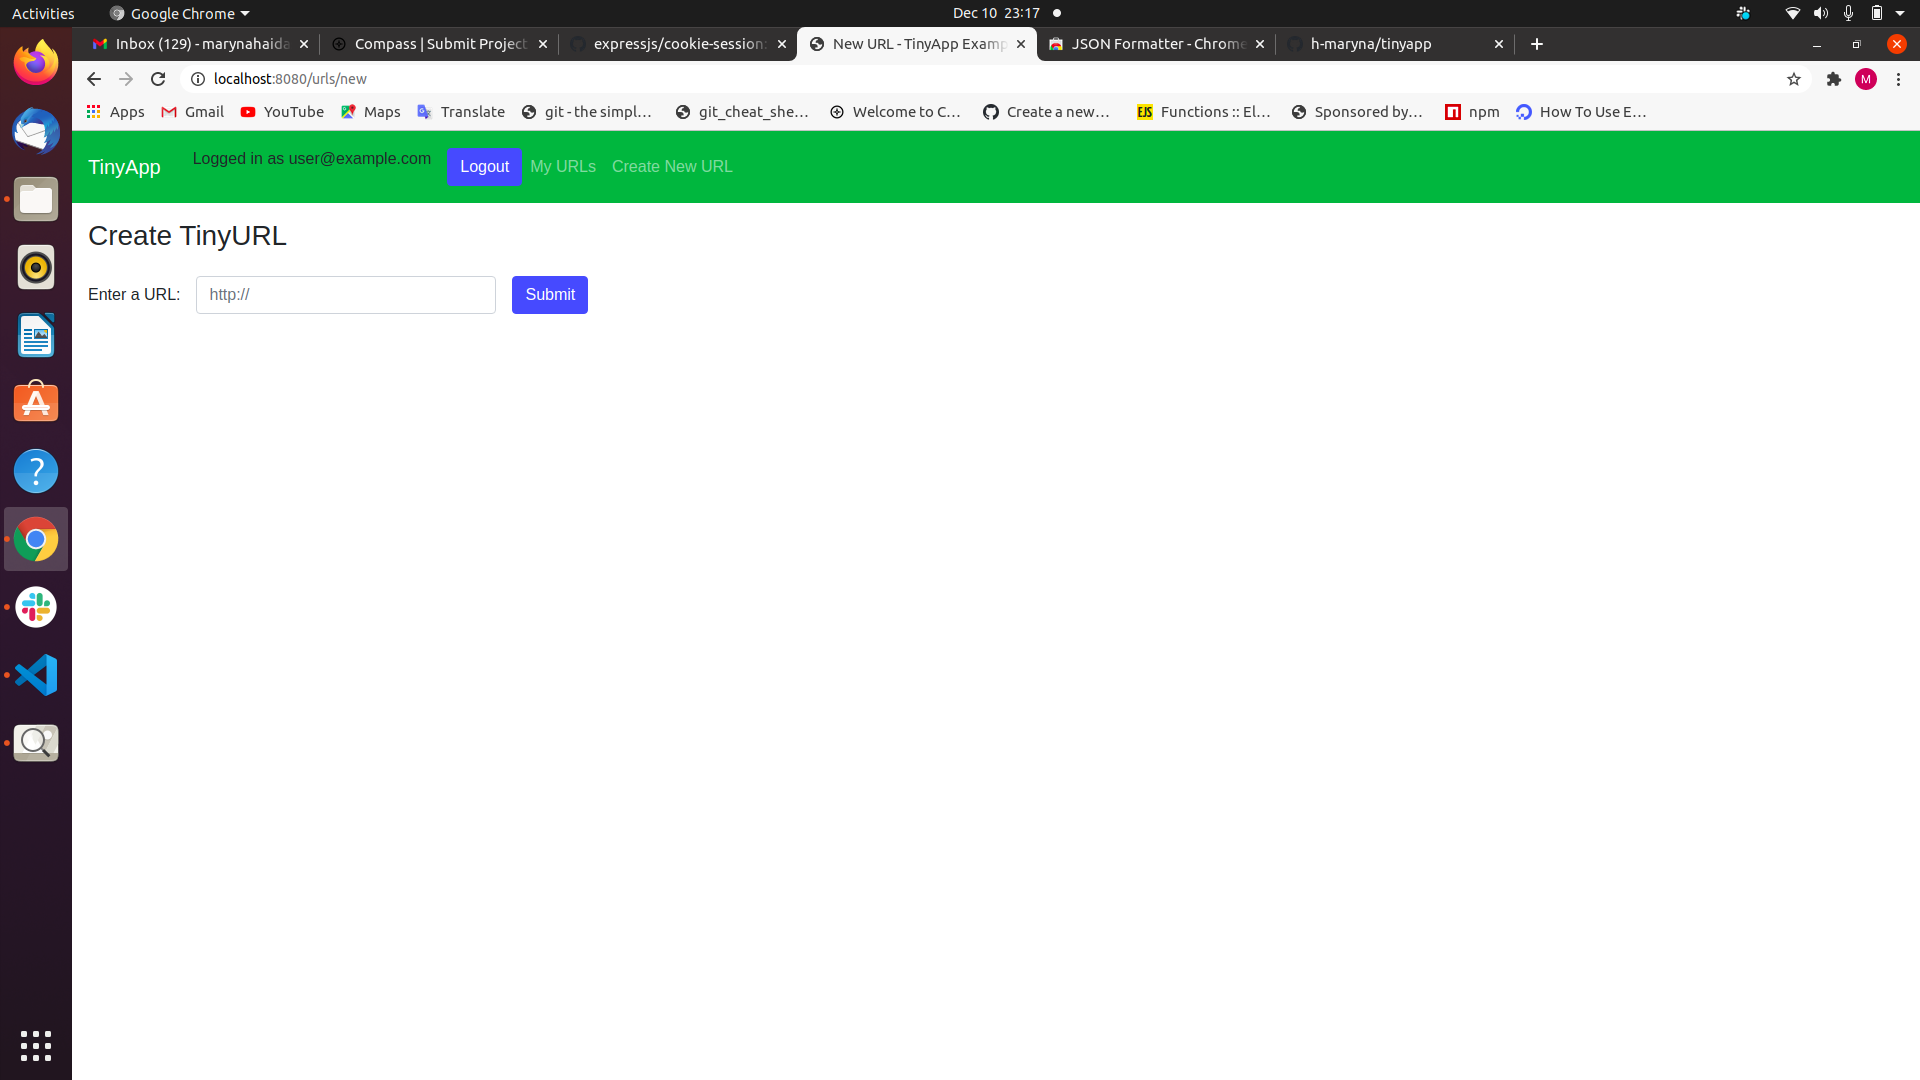 Activities Google Chrome Dec 10 23:17
Inbox (129) - marynahaida Compass | Submit Project expressjs/cookie-session: New URL - TinyApp Examp JSON Formatter - Chrome h-maryna/tinyapp
localhost:8080/urls/new M
Apps Gmail YouTube Maps Translate git - the simpl... git_cheat_she... Welcome to C... Create a new... EJS Functions :: El... Sponsored by... npm How To Use E...
TinyApp Logged in as user@example.com Logout My URLs Create New URL
Create TinyURL
Enter a URL: http:// Submit